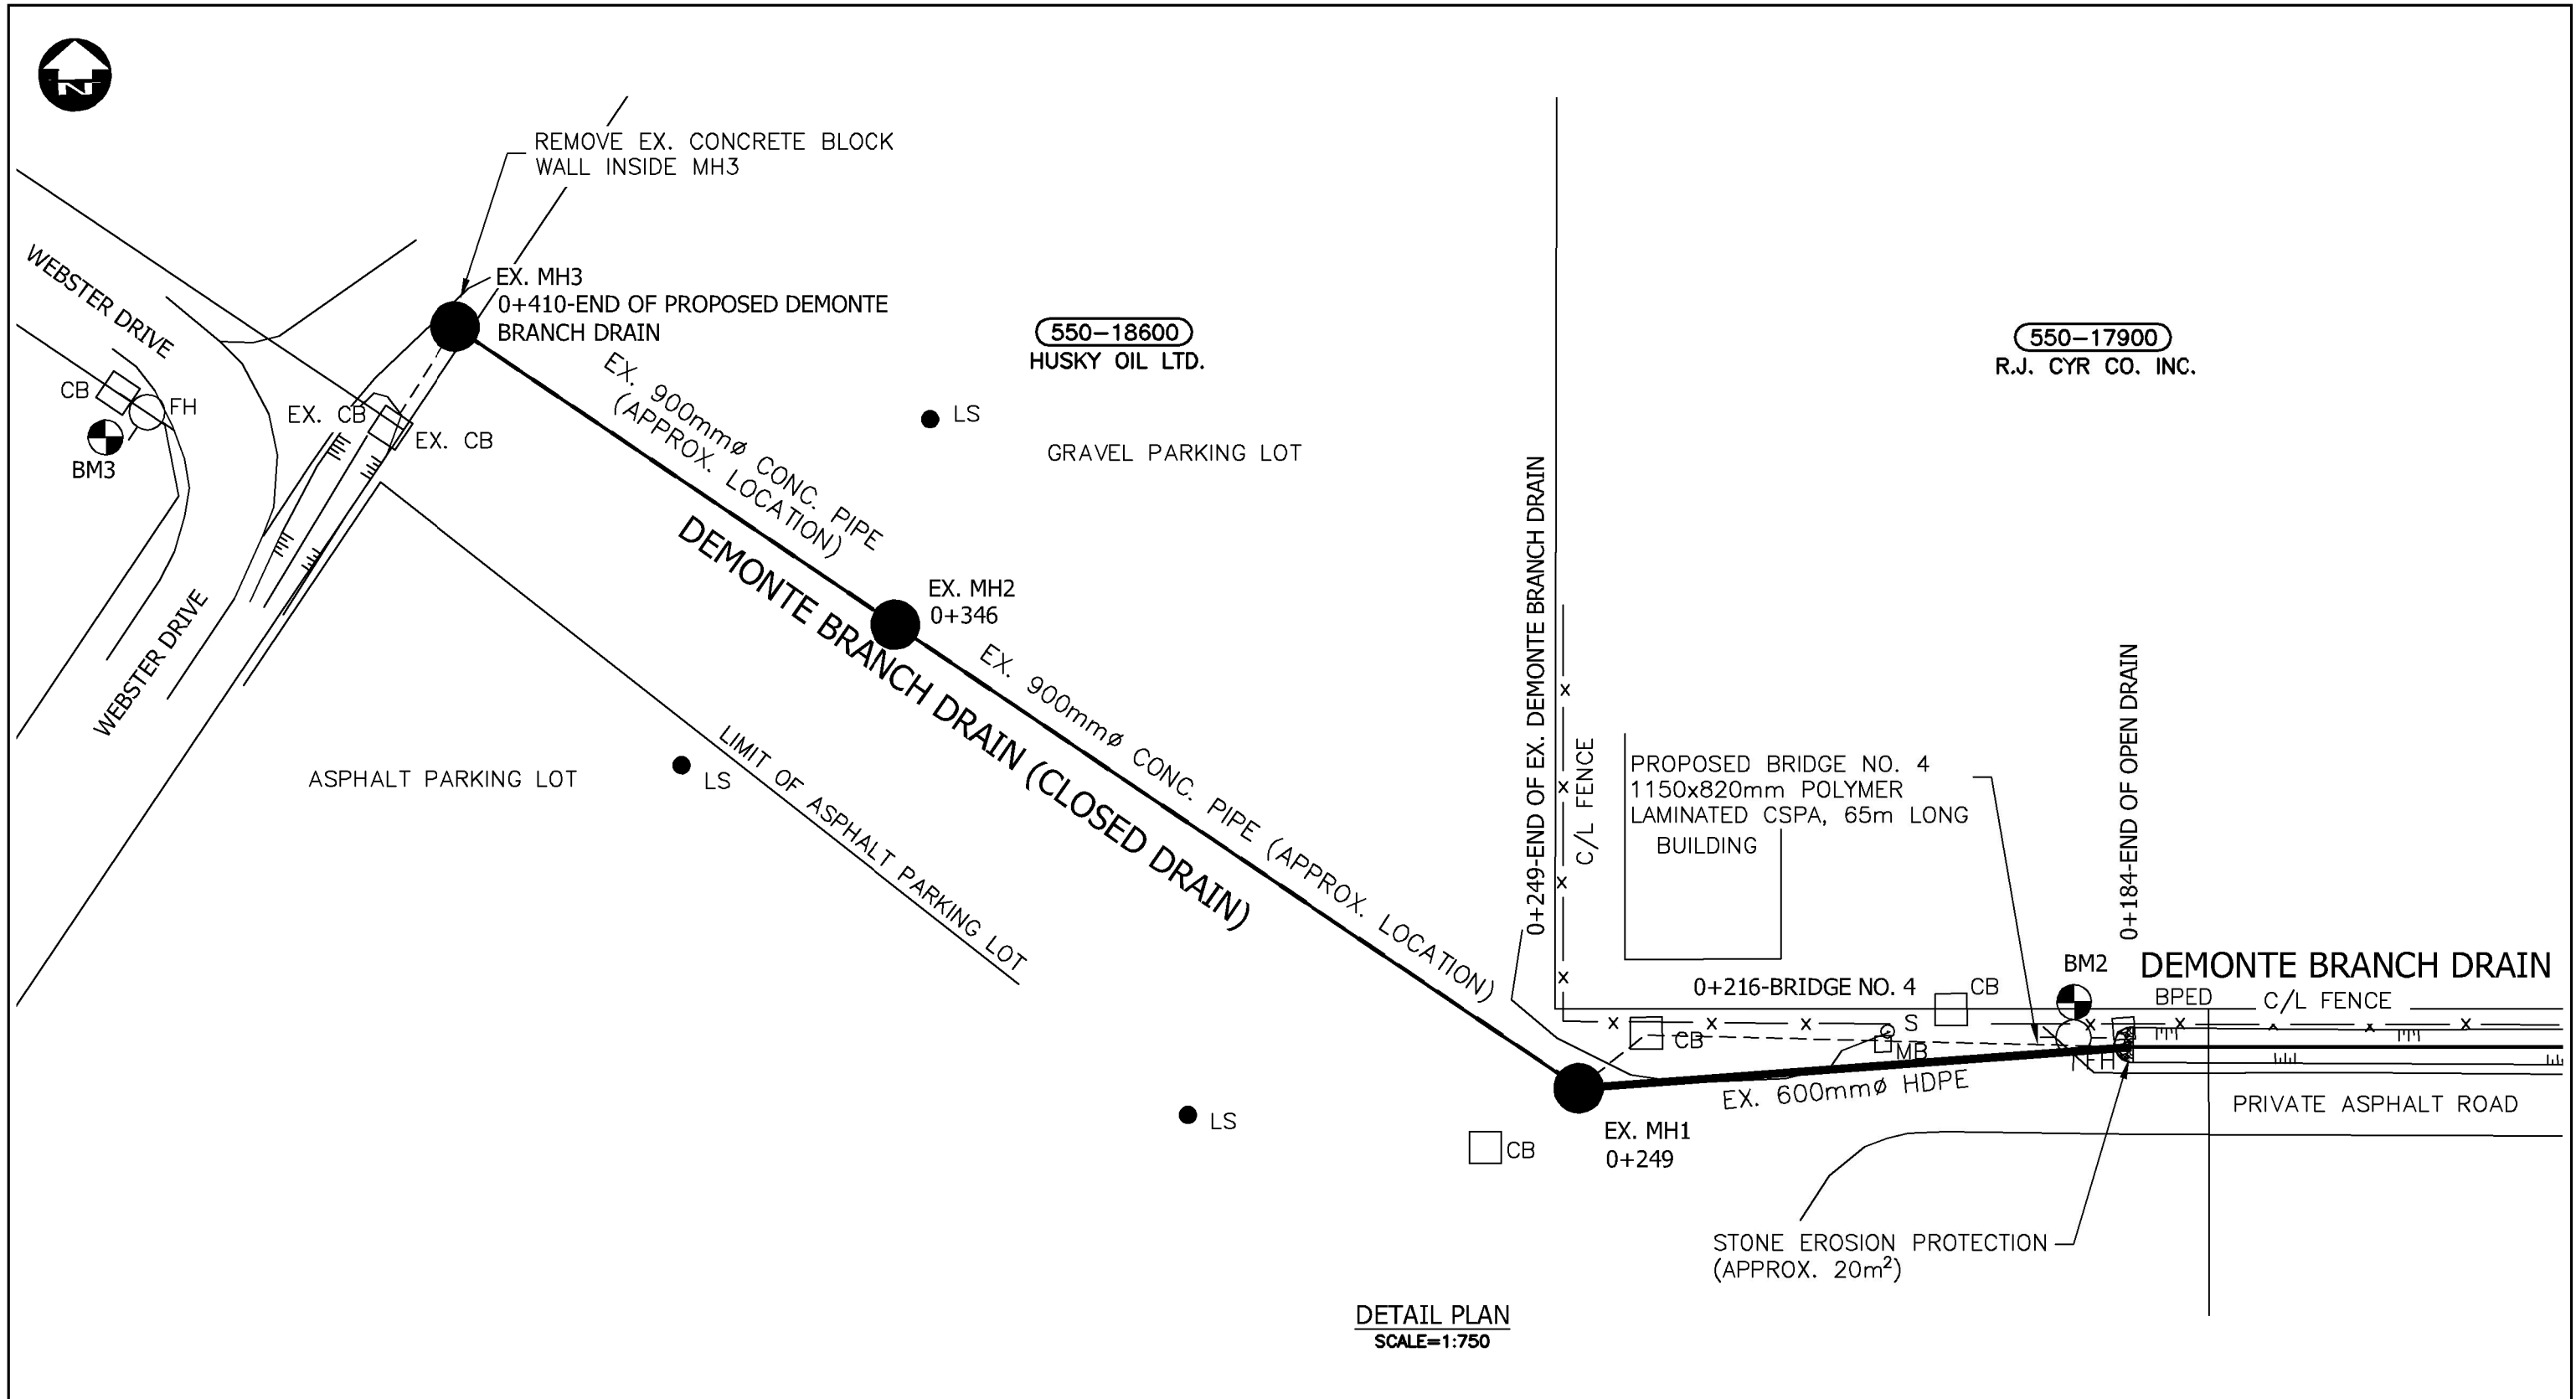 N
REMOVE EX. CONCRETE BLOCK
WALL INSIDE MH3
WEBSTER DRIVE
EX. MH3
0+410-END OF PROPOSED DEMONTE
BRANCH DRAIN
550-18600
HUSKY OIL LTD.
550-17900
R.J. CYR CO. INC.
CB
FH
BM3
EX. CB
EX. CB
EX. 900mmø CONC. PIPE
(APPROX. LOCATION)
LS
GRAVEL PARKING LOT
DEMONTE BRANCH DRAIN (CLOSED DRAIN)
EX. MH2
0+346
WEBSTER DRIVE
EX. 900mmø CONC. PIPE (APPROX. LOCATION)
ASPHALT PARKING LOT
LS
LIMIT OF ASPHALT PARKING LOT
0+249-END OF EX. DEMONTE BRANCH DRAIN
C/L FENCE
PROPOSED BRIDGE NO. 4
1150x820mm POLYMER
LAMINATED CSPA, 65m LONG
BUILDING
0+184-END OF OPEN DRAIN
BM2
DEMONTE BRANCH DRAIN
0+216-BRIDGE NO. 4
CB
BPED
C/L FENCE
CB
S
MB
FH
EX. 600mmø HDPE
PRIVATE ASPHALT ROAD
LS
CB
EX. MH1
0+249
STONE EROSION PROTECTION
(APPROX. 20m²)
DETAIL PLAN
SCALE=1:750